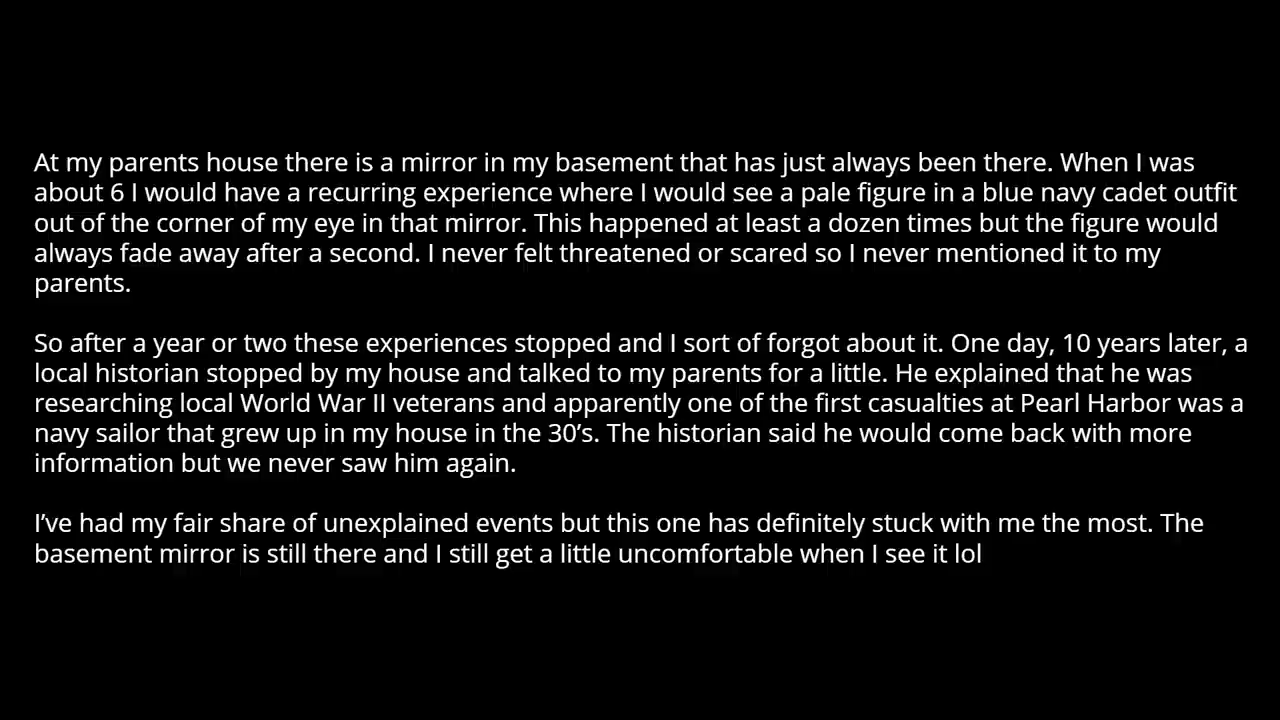 At my parents house there is a mirror in my basement that has just always been there. When I was
about 6 I would have a recurring experience where I would see a pale figure in a blue navy cadet outfit
out of the corner of my eye in that mirror. This happened at least a dozen times but the figure would
always fade away after a second. I never felt threatened or scared so I never mentioned it to my
parents.
So after a year or two these experiences stopped and I sort of forgot about it. One day, 10 years later, a
local historian stopped by my house and talked to my parents for a little. He explained that he was
researching local World War II veterans and apparently one of the first casualties at Pearl Harbor was a
navy sailor that grew up in my house in the 30’s. The historian said he would come back with more
information but we never saw him again.
I’ve had my fair share of unexplained events but this one has definitely stuck with me the most. The
basement mirror is still there and I still get a little uncomfortable when I see it lol